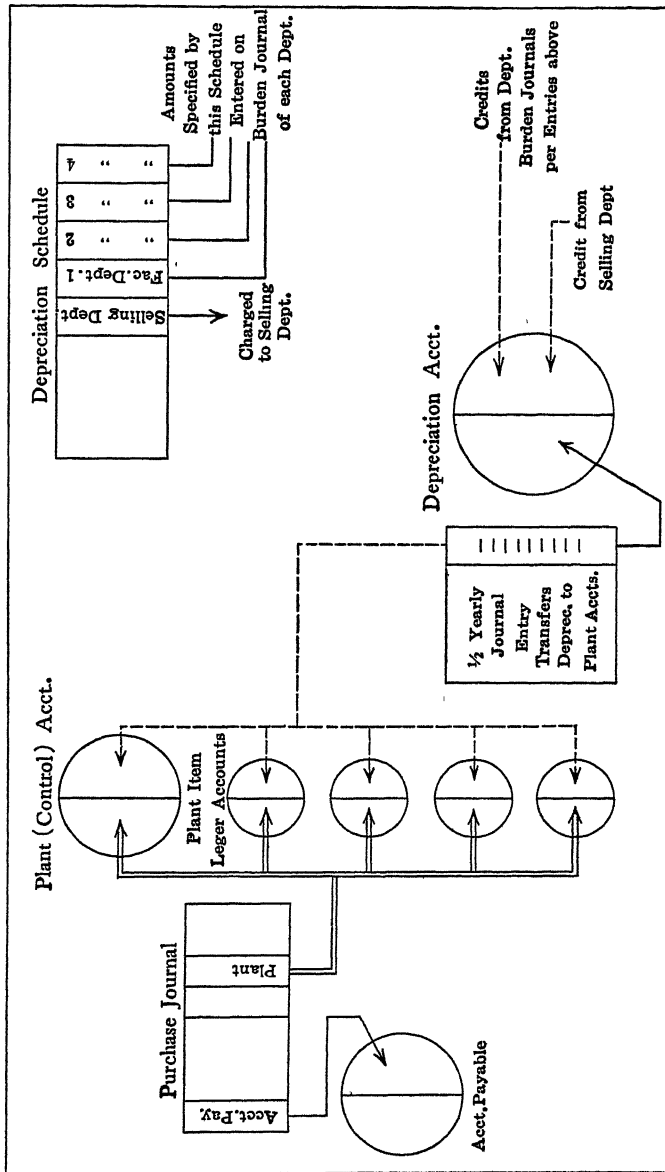 Purchase Journal
Acct.Pay.
Plant
Acct.Payable
Plant (Control) Acct.
Plant Item
Leger Accounts
½ Yearly
Journal
Entry
Transfers
Deprec. to
Plant Accts.
Depreciation Acct.
Credits
from Dept.
Burden Journals
per Entries above
Credit from
Selling Dept
Depreciation Schedule
Selling Dept.
Fac.Dept.1
2 " "
3 " "
4 " "
Charged
to Selling
Dept.
Amounts
Specified by
this Schedule
Entered on
Burden Journal
of each Dept.